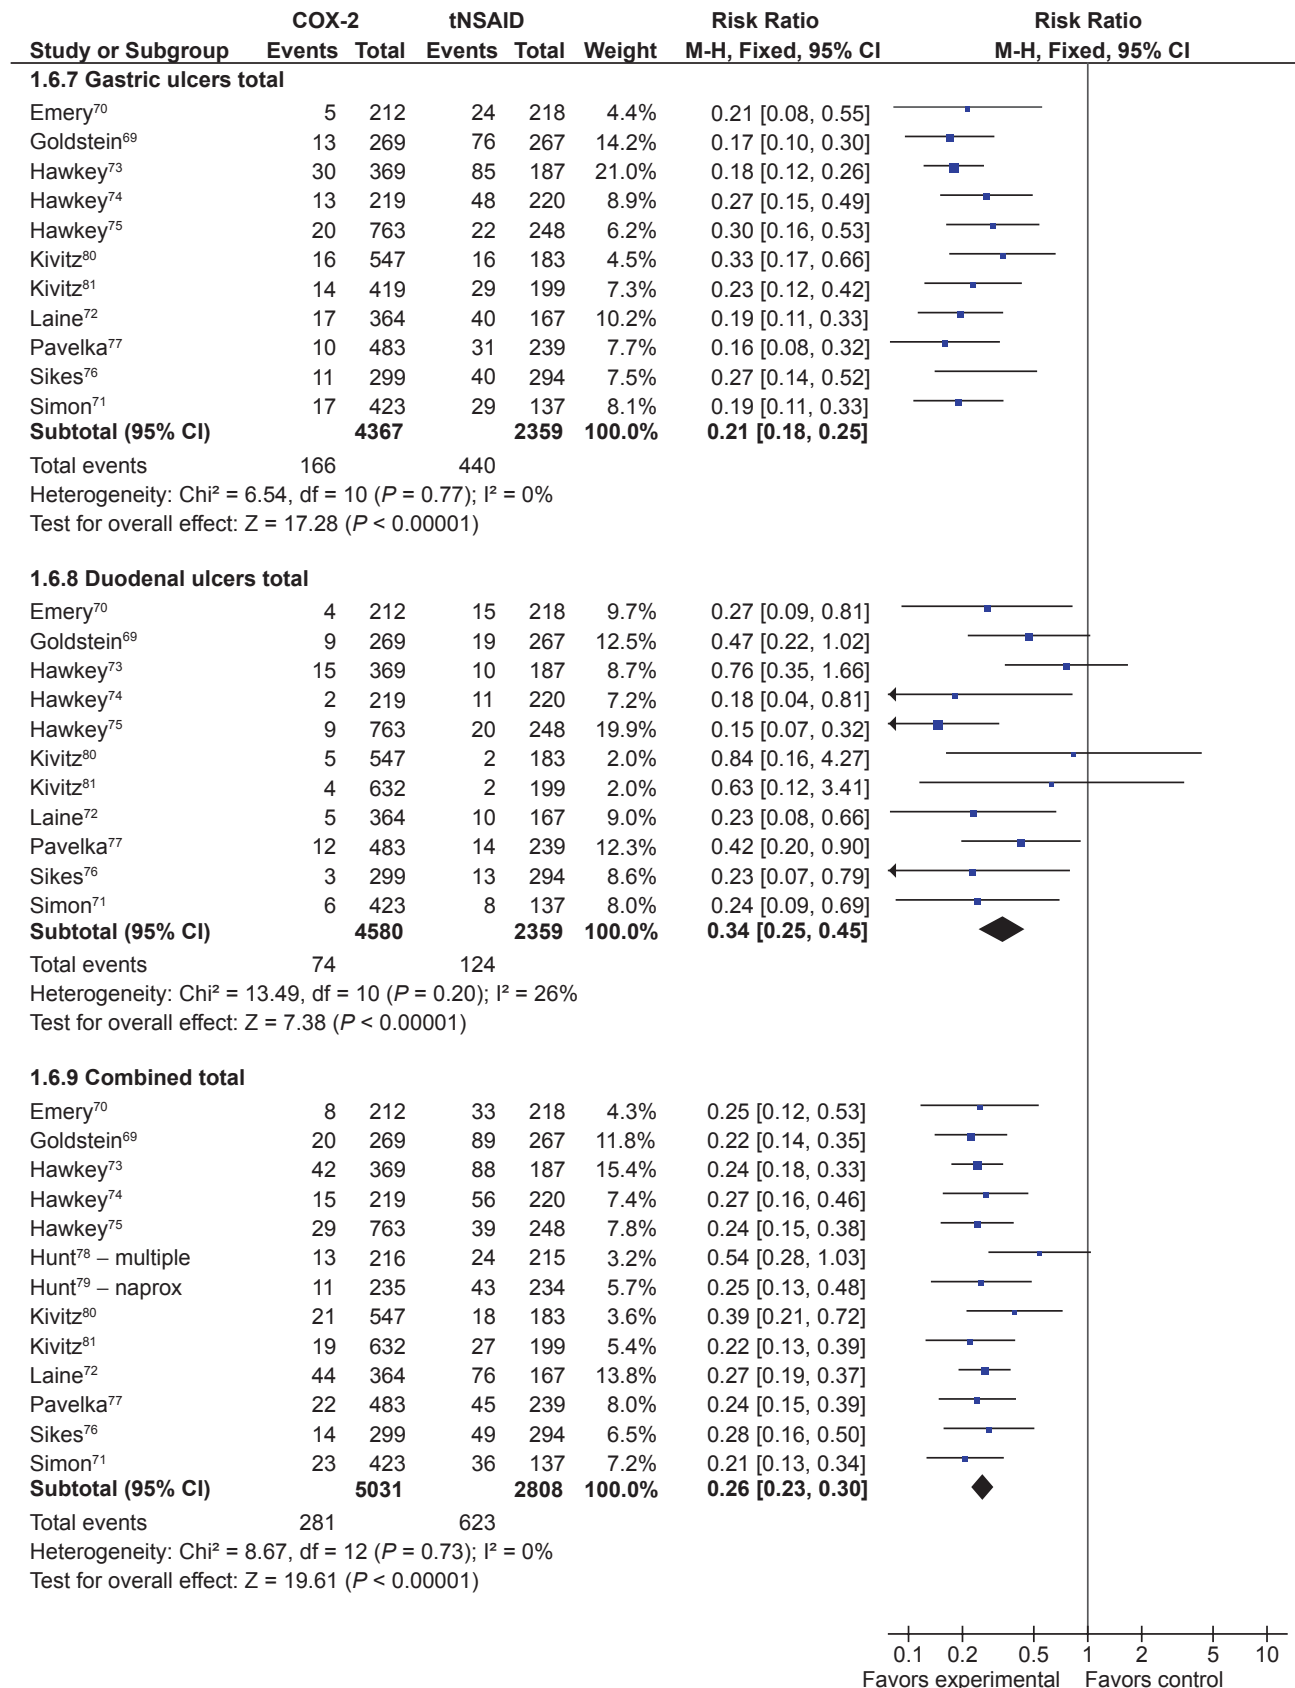 COX-2 tNSAID Risk Ratio Risk Ratio
Study or Subgroup Events Total Events Total Weight M-H, Fixed, 95% CI M-H, Fixed, 95% CI
1.6.7 Gastric ulcers total
Emery⁷⁰ 5 212 24 218 4.4% 0.21 [0.08, 0.55]
Goldstein⁶⁹ 13 269 76 267 14.2% 0.17 [0.10, 0.30]
Hawkey⁷³ 30 369 85 187 21.0% 0.18 [0.12, 0.26]
Hawkey⁷⁴ 13 219 48 220 8.9% 0.27 [0.15, 0.49]
Hawkey⁷⁵ 20 763 22 248 6.2% 0.30 [0.16, 0.53]
Kivitz⁸⁰ 16 547 16 183 4.5% 0.33 [0.17, 0.66]
Kivitz⁸¹ 14 419 29 199 7.3% 0.23 [0.12, 0.42]
Laine⁷² 17 364 40 167 10.2% 0.19 [0.11, 0.33]
Pavelka⁷⁷ 10 483 31 239 7.7% 0.16 [0.08, 0.32]
Sikes⁷⁶ 11 299 40 294 7.5% 0.27 [0.14, 0.52]
Simon⁷¹ 17 423 29 137 8.1% 0.19 [0.11, 0.33]
Subtotal (95% CI) 4367 2359 100.0% 0.21 [0.18, 0.25]
Total events 166 440
Heterogeneity: Chi² = 6.54, df = 10 (P = 0.77); I² = 0%
Test for overall effect: Z = 17.28 (P < 0.00001)
1.6.8 Duodenal ulcers total
Emery⁷⁰ 4 212 15 218 9.7% 0.27 [0.09, 0.81]
Goldstein⁶⁹ 9 269 19 267 12.5% 0.47 [0.22, 1.02]
Hawkey⁷³ 15 369 10 187 8.7% 0.76 [0.35, 1.66]
Hawkey⁷⁴ 2 219 11 220 7.2% 0.18 [0.04, 0.81]
Hawkey⁷⁵ 9 763 20 248 19.9% 0.15 [0.07, 0.32]
Kivitz⁸⁰ 5 547 2 183 2.0% 0.84 [0.16, 4.27]
Kivitz⁸¹ 4 632 2 199 2.0% 0.63 [0.12, 3.41]
Laine⁷² 5 364 10 167 9.0% 0.23 [0.08, 0.66]
Pavelka⁷⁷ 12 483 14 239 12.3% 0.42 [0.20, 0.90]
Sikes⁷⁶ 3 299 13 294 8.6% 0.23 [0.07, 0.79]
Simon⁷¹ 6 423 8 137 8.0% 0.24 [0.09, 0.69]
Subtotal (95% CI) 4580 2359 100.0% 0.34 [0.25, 0.45]
Total events 74 124
Heterogeneity: Chi² = 13.49, df = 10 (P = 0.20); I² = 26%
Test for overall effect: Z = 7.38 (P < 0.00001)
1.6.9 Combined total
Emery⁷⁰ 8 212 33 218 4.3% 0.25 [0.12, 0.53]
Goldstein⁶⁹ 20 269 89 267 11.8% 0.22 [0.14, 0.35]
Hawkey⁷³ 42 369 88 187 15.4% 0.24 [0.18, 0.33]
Hawkey⁷⁴ 15 219 56 220 7.4% 0.27 [0.16, 0.46]
Hawkey⁷⁵ 29 763 39 248 7.8% 0.24 [0.15, 0.38]
Hunt⁷⁸ – multiple 13 216 24 215 3.2% 0.54 [0.28, 1.03]
Hunt⁷⁹ – naprox 11 235 43 234 5.7% 0.25 [0.13, 0.48]
Kivitz⁸⁰ 21 547 18 183 3.6% 0.39 [0.21, 0.72]
Kivitz⁸¹ 19 632 27 199 5.4% 0.22 [0.13, 0.39]
Laine⁷² 44 364 76 167 13.8% 0.27 [0.19, 0.37]
Pavelka⁷⁷ 22 483 45 239 8.0% 0.24 [0.15, 0.39]
Sikes⁷⁶ 14 299 49 294 6.5% 0.28 [0.16, 0.50]
Simon⁷¹ 23 423 36 137 7.2% 0.21 [0.13, 0.34]
Subtotal (95% CI) 5031 2808 100.0% 0.26 [0.23, 0.30]
Total events 281 623
Heterogeneity: Chi² = 8.67, df = 12 (P = 0.73); I² = 0%
Test for overall effect: Z = 19.61 (P < 0.00001)
0.1 0.2 0.5 1 2 5 10
Favors experimental Favors control